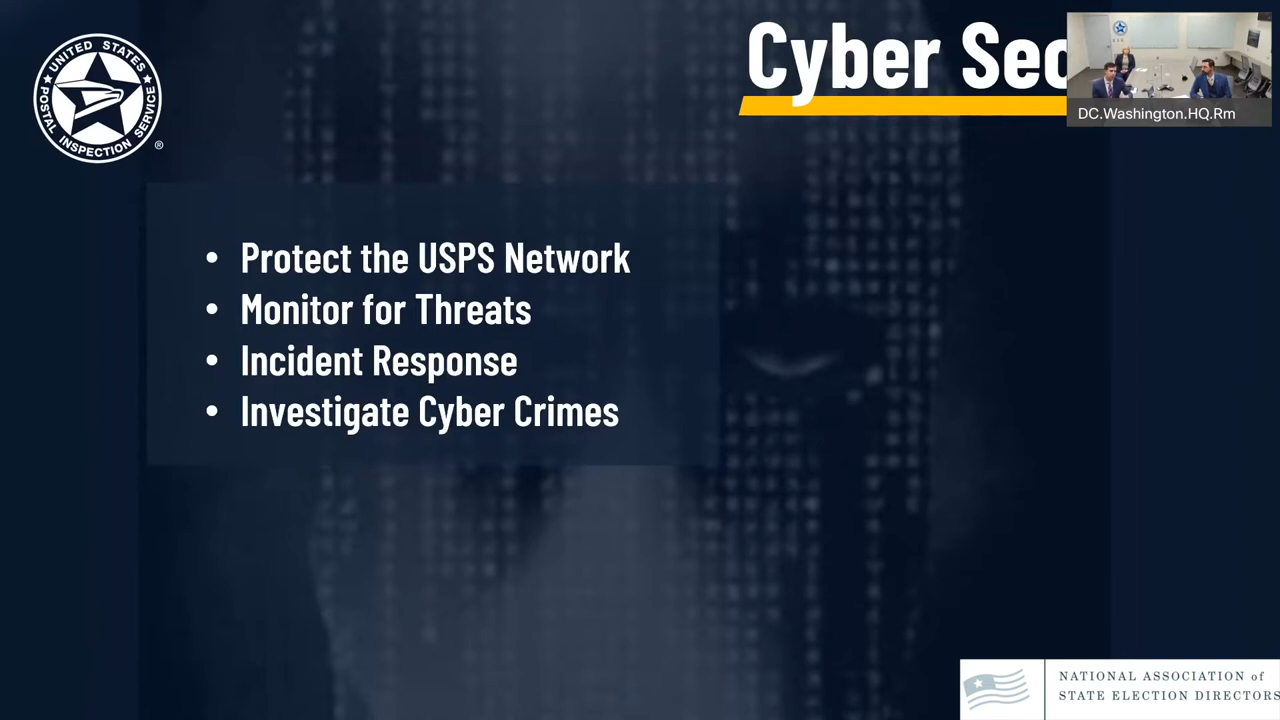 UNITED STATES
POSTAL INSPECTION SERVICE
®
Cyber Sec
DC.Washington.HQ.Rm
• Protect the USPS Network
• Monitor for Threats
• Incident Response
• Investigate Cyber Crimes
NATIONAL ASSOCIATION of
STATE ELECTION DIRECTORS